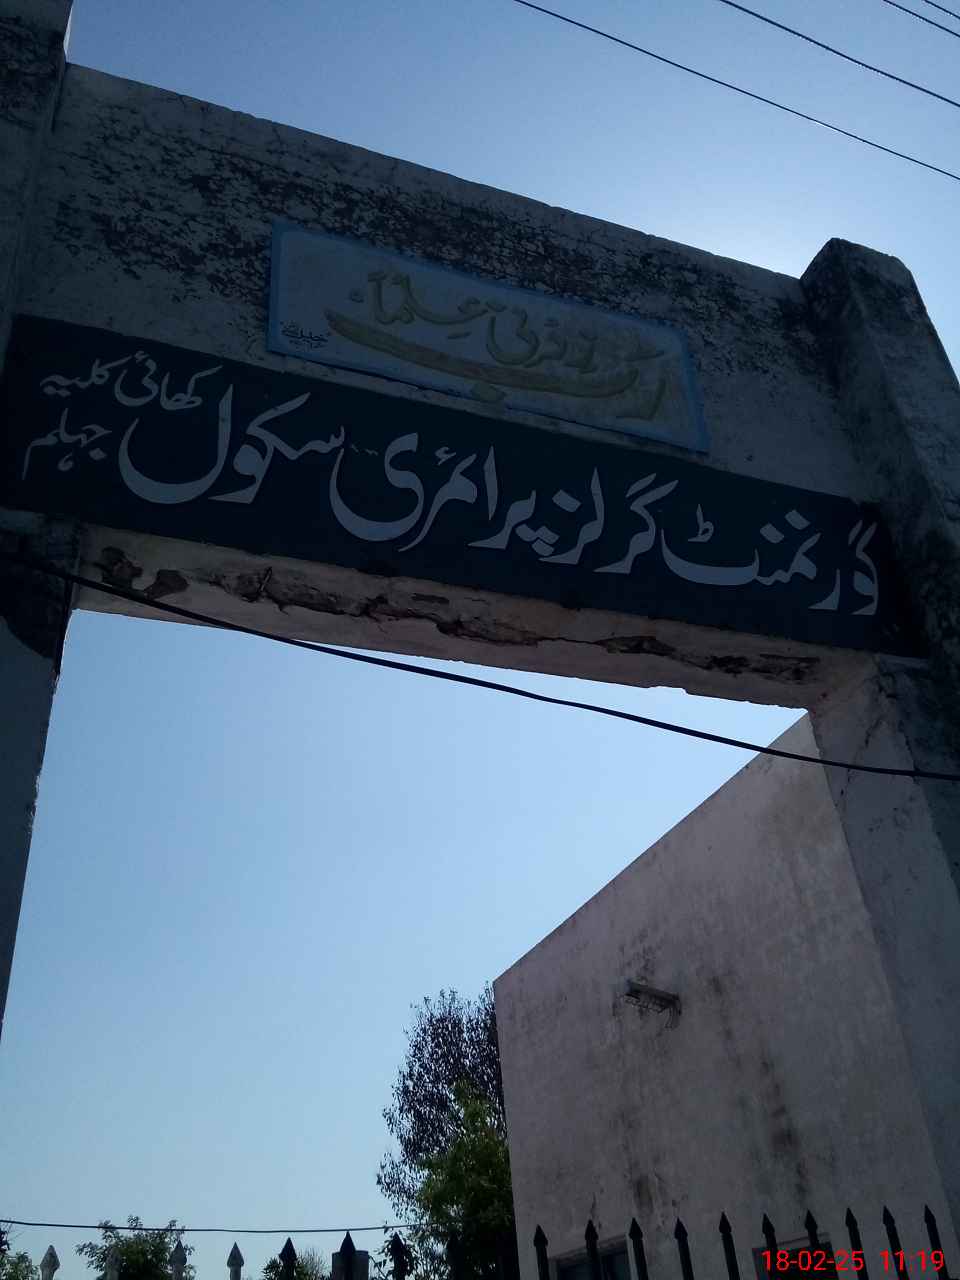 رب زدنی علما
گورنمنٹ گرلز پرائمری سکول کھائی کلیہ
جہلم
18-02-25 11:19